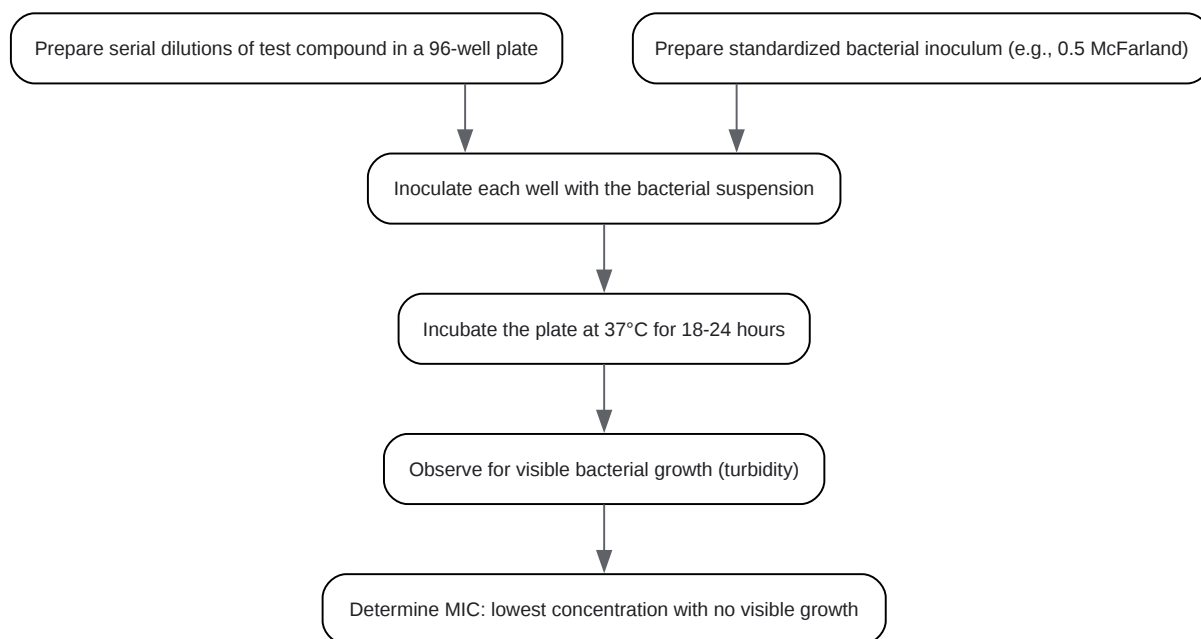 Prepare serial dilutions of test compound in a 96-well plate
Prepare standardized bacterial inoculum (e.g., 0.5 McFarland)
Inoculate each well with the bacterial suspension
Incubate the plate at 37°C for 18-24 hours
Observe for visible bacterial growth (turbidity)
Determine MIC: lowest concentration with no visible growth